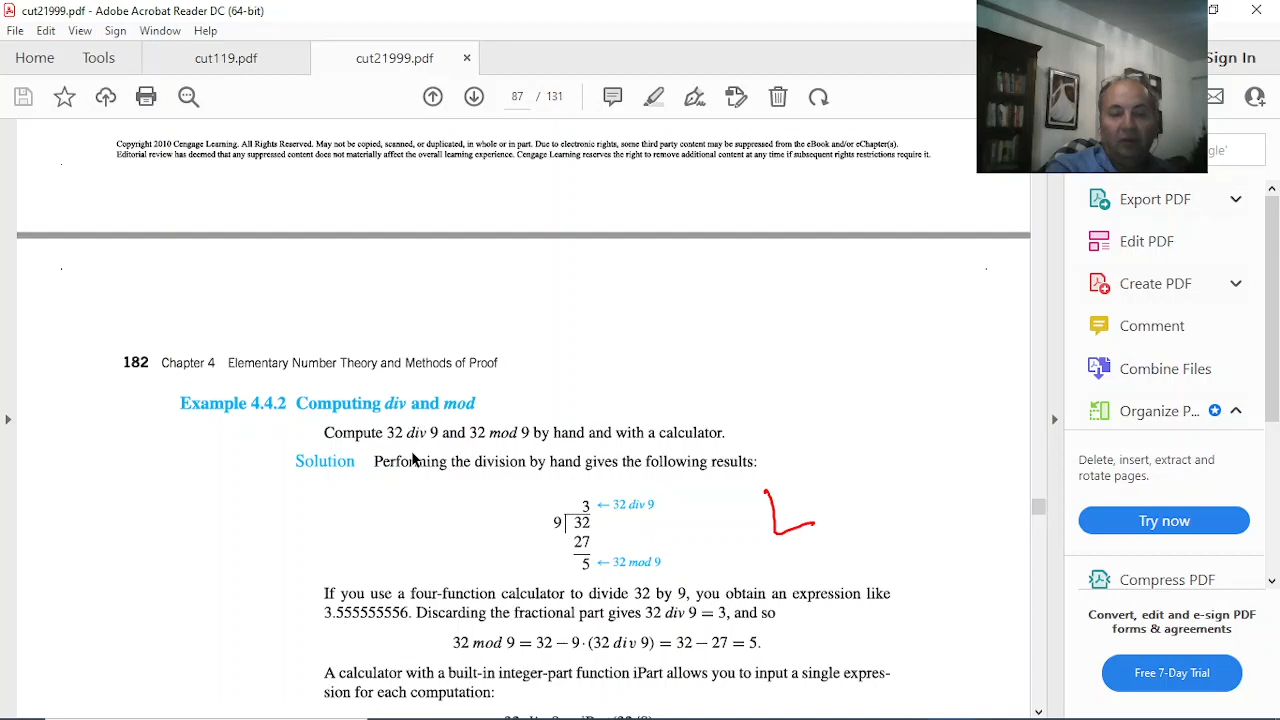 cut21999.pdf - Adobe Acrobat Reader DC (64-bit)
File Edit View Sign Window Help
Home Tools cut119.pdf cut21999.pdf × Sign In
87 / 131
Copyright 2010 Cengage Learning. All Rights Reserved. May not be copied, scanned, or duplicated, in whole or in part. Due to electronic rights, some third party content may be suppressed from the eBook and/or eChapter(s).
Editorial review has deemed that any suppressed content does not materially affect the overall learning experience. Cengage Learning reserves the right to remove additional content at any time if subsequent rights restrictions require it.
182 Chapter 4 Elementary Number Theory and Methods of Proof
Example 4.4.2 Computing div and mod
Compute 32 div 9 and 32 mod 9 by hand and with a calculator.
Solution Performing the division by hand gives the following results:
3 ← 32 div 9
9 32
27
5 ← 32 mod 9
If you use a four-function calculator to divide 32 by 9, you obtain an expression like
3.555555556. Discarding the fractional part gives 32 div 9 = 3, and so
32 mod 9 = 32 − 9·(32 div 9) = 32 − 27 = 5.
A calculator with a built-in integer-part function iPart allows you to input a single expres-
sion for each computation:
Export PDF
Edit PDF
Create PDF
Comment
Combine Files
Organize P...
Delete, insert, extract and
rotate pages.
Try now
Compress PDF
Convert, edit and e-sign PDF
forms & agreements
Free 7-Day Trial